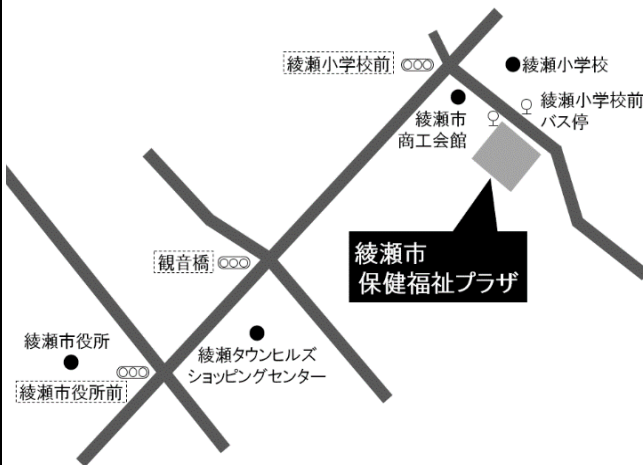 綾瀬小学校前
綾瀬小学校
綾瀬小学校前
バス停
綾瀬市
商工会館
綾瀬市
保健福祉プラザ
観音橋
綾瀬市役所
綾瀬タウンヒルズ
ショッピングセンター
綾瀬市役所前